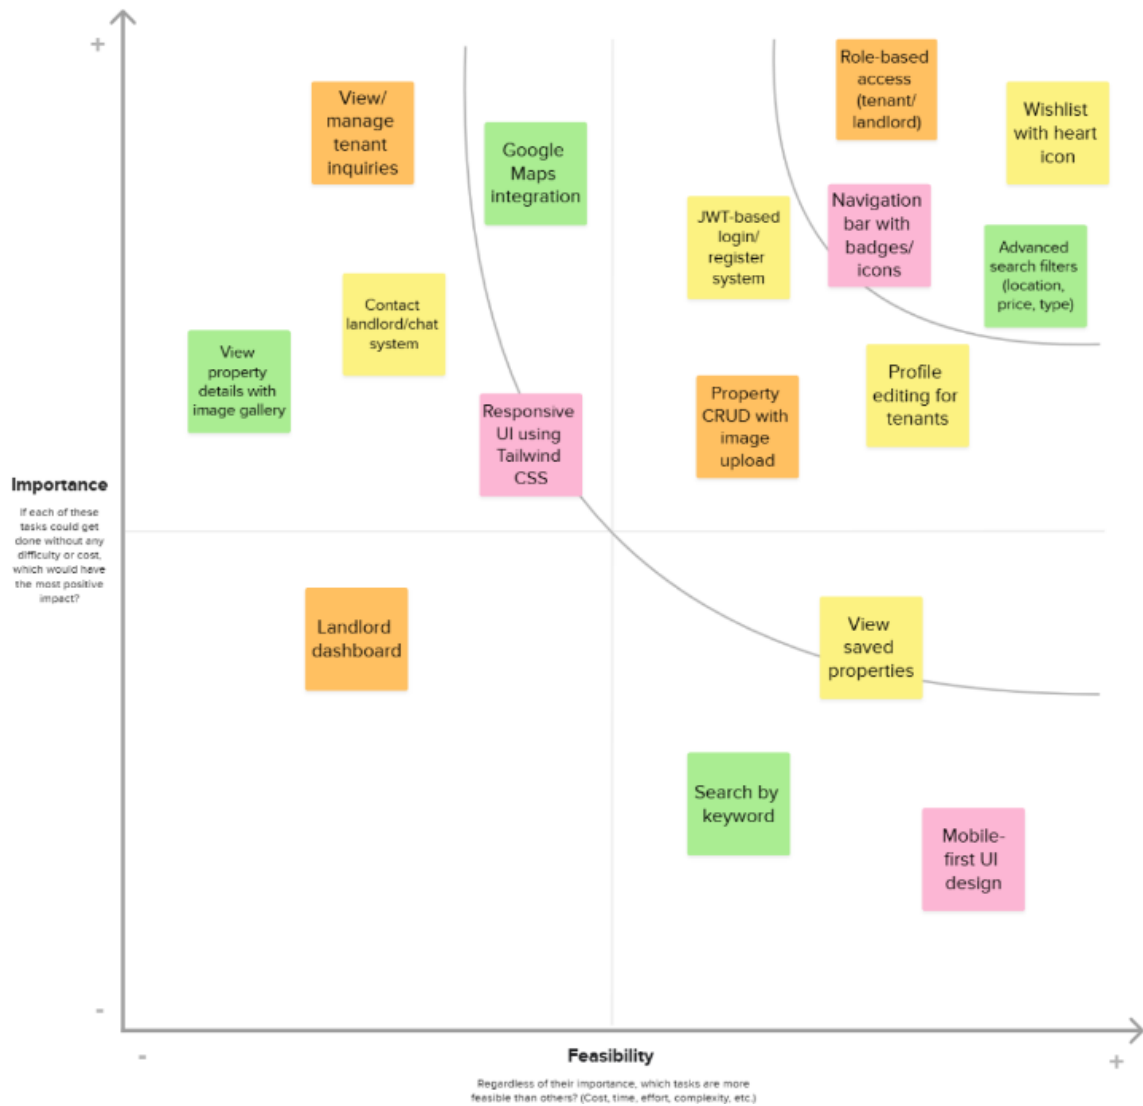 +
Role-based
access
(tenant/
landlord)
View/
manage
tenant
inquiries
Wishlist
with heart
icon
Google
Maps
integration
Navigation
bar with
badges/
icons
JWT-based
login/
register
system
Advanced
search filters
(location,
price, type)
Contact
landlord/chat
system
View
property
details with
image gallery
Profile
editing for
tenants
Property
CRUD with
image
upload
Responsive
UI using
Tailwind
CSS
Importance
If each of these
tasks could get
done without any
difficulty or cost,
which would have
the most positive
impact?
Landlord
dashboard
View
saved
properties
Search by
keyword
Mobile-
first UI
design
-
-
Feasibility
+
Regardless of their importance, which tasks are more
feasible than others? (Cost, time, effort, complexity, etc.)